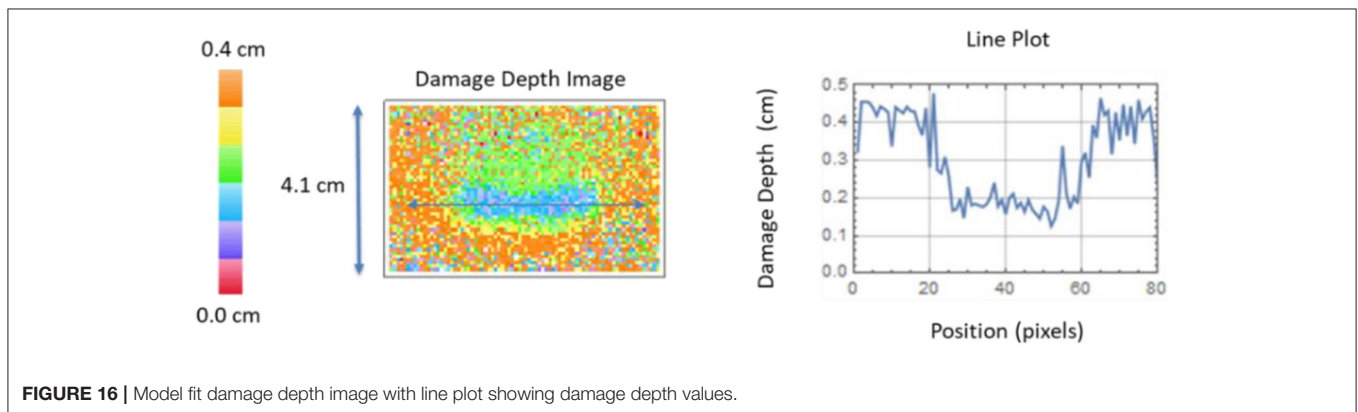 0.4 cm
0.0 cm
Damage Depth Image
4.1 cm
Line Plot
Damage Depth (cm)
0.5
0.4
0.3
0.2
0.1
0.0
0 20 40 60 80
Position (pixels)
FIGURE 16 | Model fit damage depth image with line plot showing damage depth values.